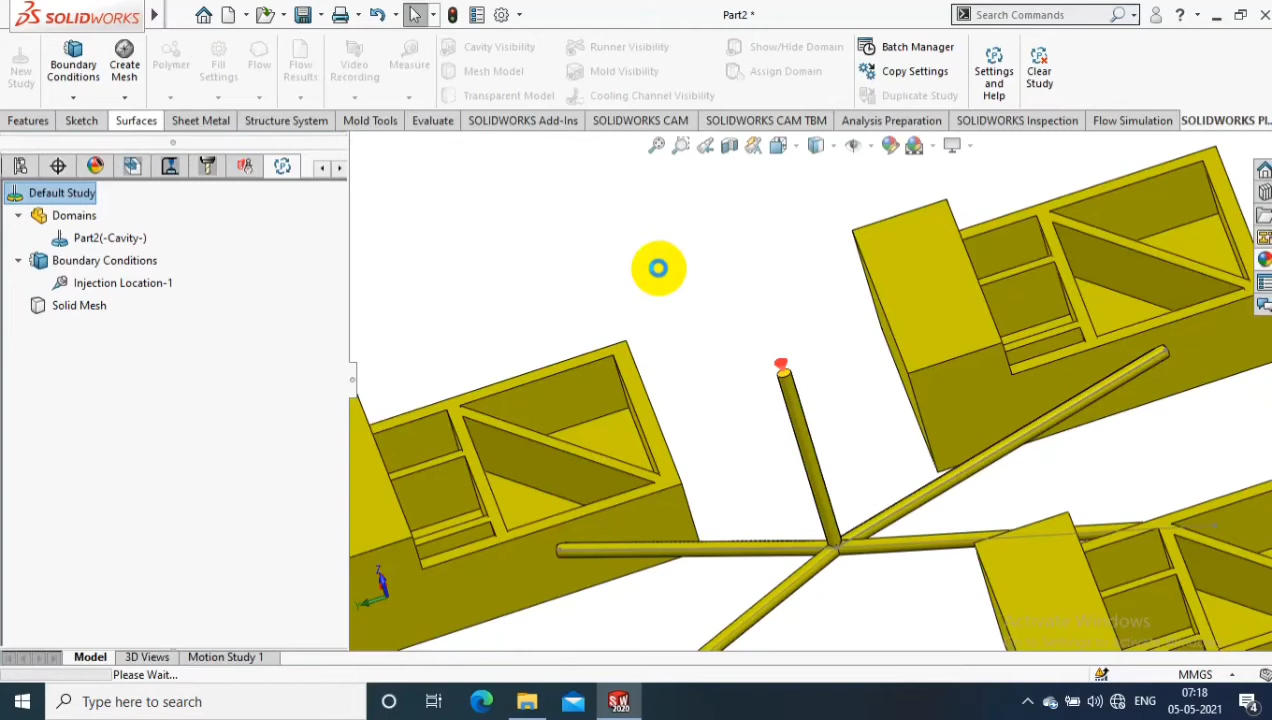 SOLIDWORKS
Part2 *
Search Commands
New Study
Boundary Conditions
Create Mesh
Polymer
Fill Settings
Flow
Flow Results
Video Recording
Measure
Cavity Visibility
Runner Visibility
Show/Hide Domain
Mesh Model
Mold Visibility
Assign Domain
Transparent Model
Cooling Channel Visibility
Batch Manager
Copy Settings
Duplicate Study
Settings and Help
Clear Study
Features Sketch Surfaces Sheet Metal Structure System Mold Tools Evaluate SOLIDWORKS Add-Ins SOLIDWORKS CAM SOLIDWORKS CAM TBM Analysis Preparation SOLIDWORKS Inspection Flow Simulation SOLIDWORKS Pl...
Default Study
Domains
Part2(-Cavity-)
Boundary Conditions
Injection Location-1
Solid Mesh
Z
Y
Activate Windows
Model 3D Views Motion Study 1
Please Wait...
MMGS
Type here to search
SW 2020
ENG
07:18
05-05-2021
4